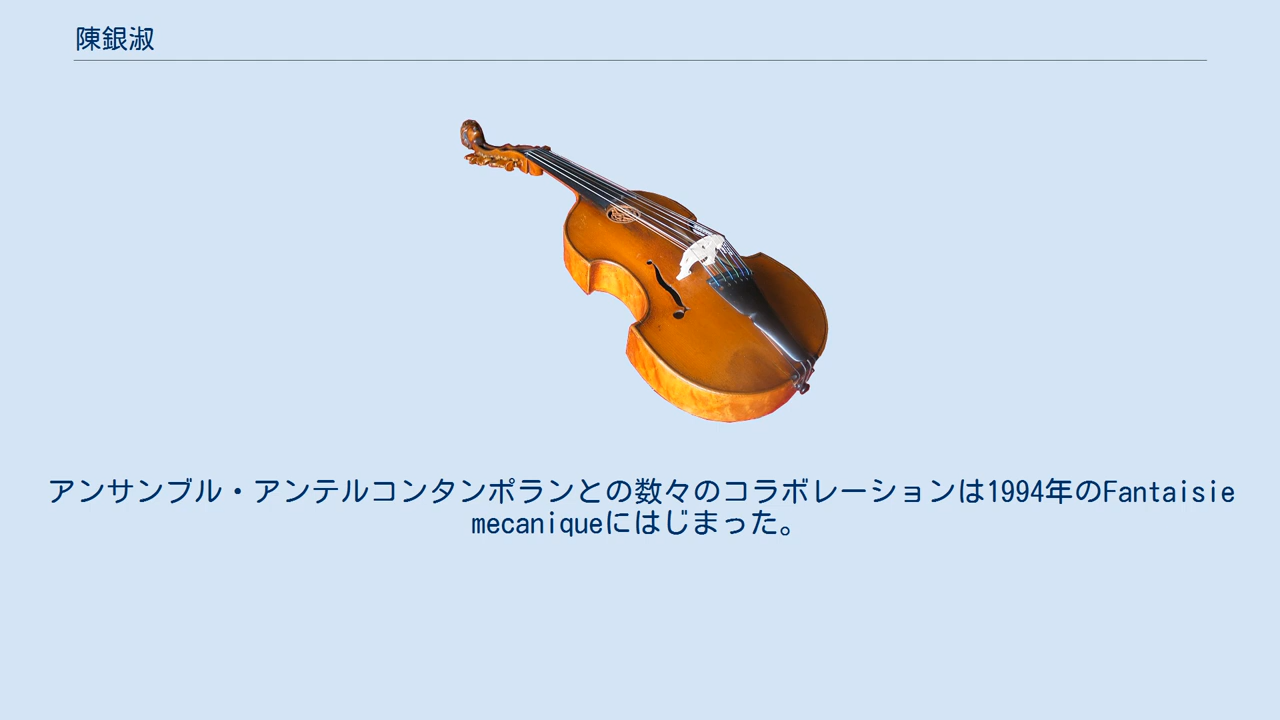 陳銀淑
アンサンブル・アンテルコンタンポランとの数々のコラボレーションは1994年のFantaisie
mecaniqueにはじまった。